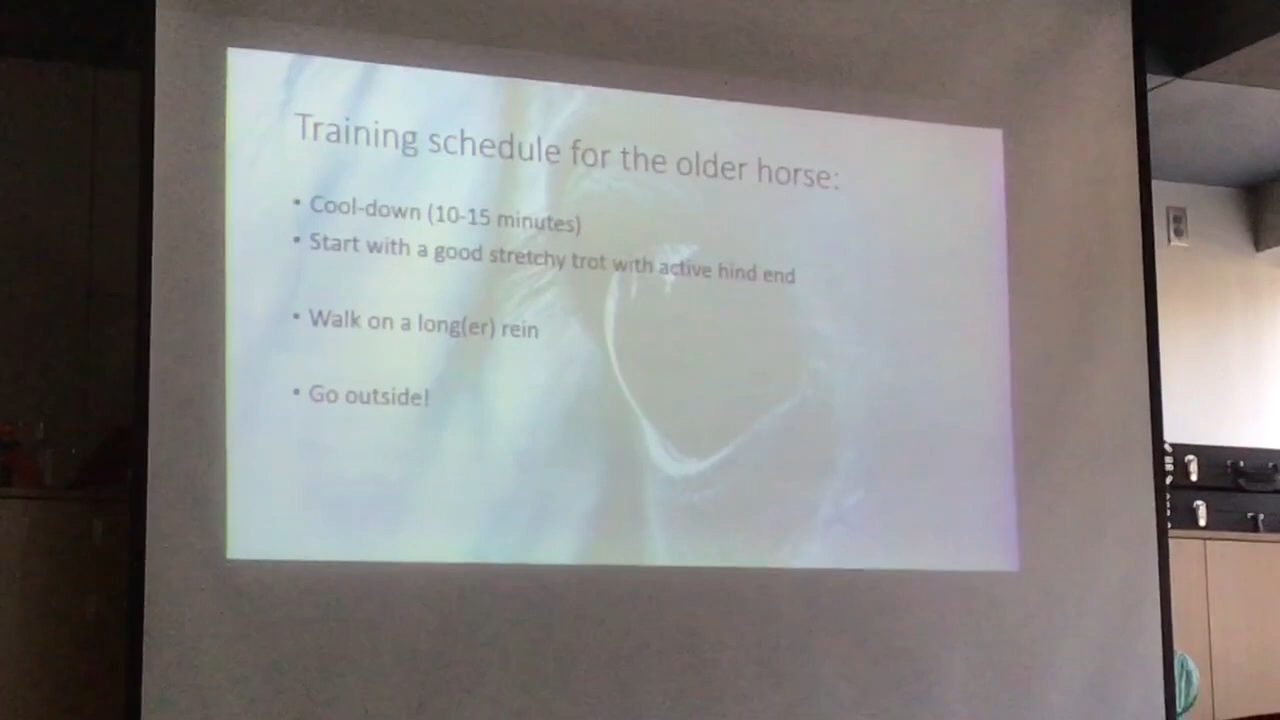 Training schedule for the older horse:
• Cool-down (10-15 minutes)
• Start with a good stretchy trot with active hind end
• Walk on a long(er) rein
• Go outside!